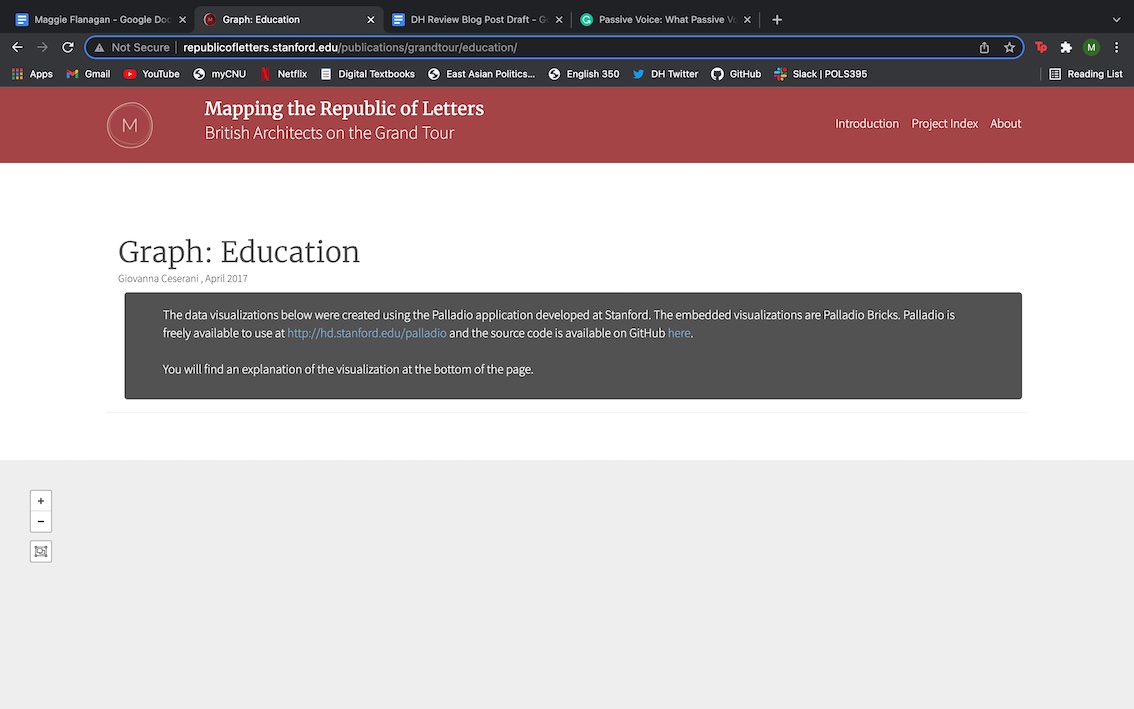 Maggie Flanagan - Google Doc
Graph: Education
DH Review Blog Post Draft - G
Passive Voice: What Passive Vo
Not Secure republicofletters.stanford.edu/publications/grandtour/education/
Tp
M
Apps Gmail YouTube myCNU Netflix Digital Textbooks East Asian Politics... English 350 DH Twitter GitHub Slack | POLS395 Reading List
M
Mapping the Republic of Letters
British Architects on the Grand Tour
Introduction Project Index About
Graph: Education
Giovanna Ceserani , April 2017
The data visualizations below were created using the Palladio application developed at Stanford. The embedded visualizations are Palladio Bricks. Palladio is
freely available to use at http://hd.stanford.edu/palladio and the source code is available on GitHub here.
You will find an explanation of the visualization at the bottom of the page.
+
−